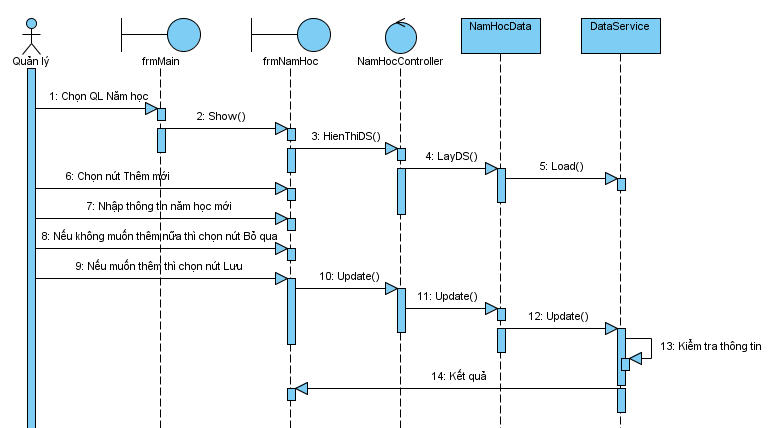 Quản lý
frmMain
frmNamHoc
NamHocController
NamHocData
DataService
1: Chọn QL Năm học
2: Show()
3: HienThiDS()
4: LayDS()
5: Load()
6: Chọn nút Thêm mới
7: Nhập thông tin năm học mới
8: Nếu không muốn thêm nữa thì chọn nút Bỏ qua
9: Nếu muốn thêm thì chọn nút Lưu
10: Update()
11: Update()
12: Update()
13: Kiểm tra thông tin
14: Kết quả